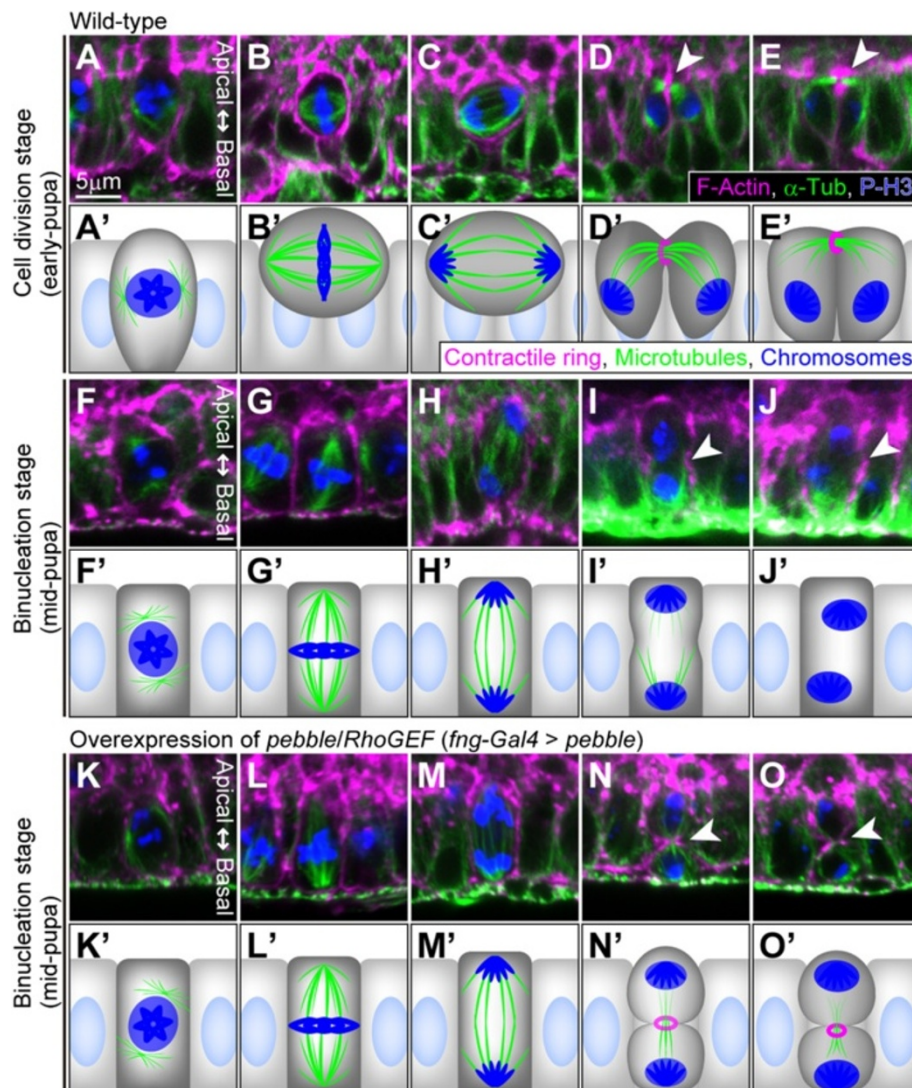 Wild-type
Cell division stage
(early-pupa)
A
Apical ↔ Basal
B
C
D
E
5μm
F-Actin, α-Tub, P-H3
A’
B’
C’
D’
E’
Contractile ring, Microtubules, Chromosomes
Binucleation stage
(mid-pupa)
F
Apical ↔ Basal
G
H
I
J
F’
G’
H’
I’
J’
Overexpression of pebble/RhoGEF (fng-Gal4 > pebble)
Binucleation stage
(mid-pupa)
K
Apical ↔ Basal
L
M
N
O
K’
L’
M’
N’
O’